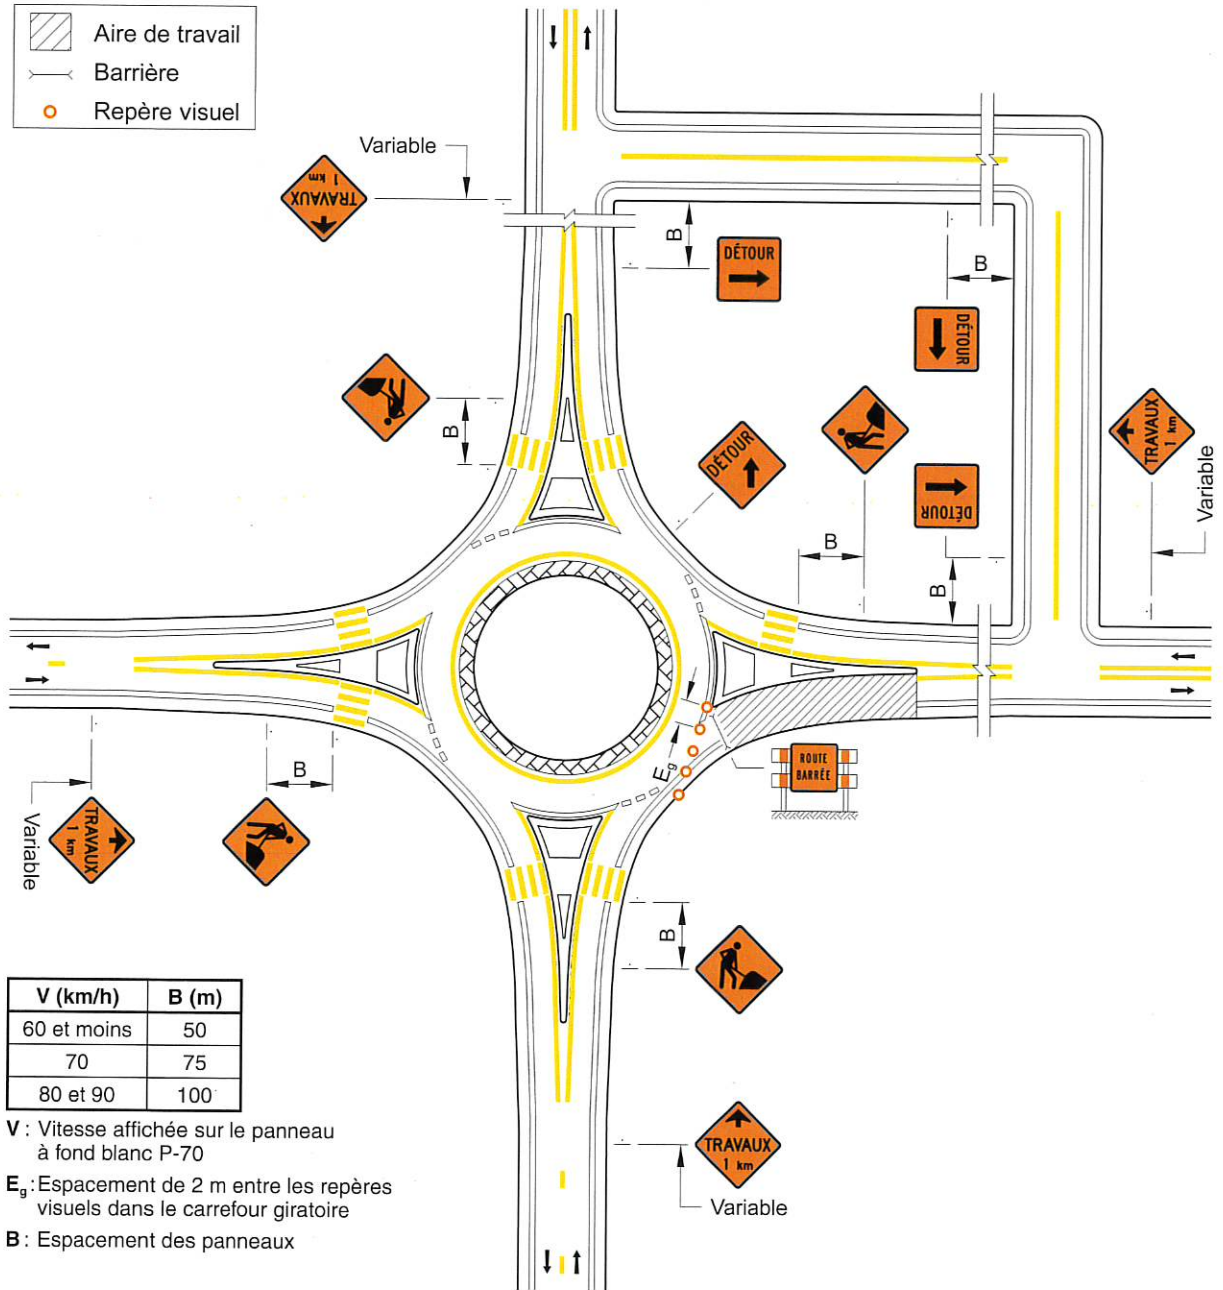 Aire de travail
Barrière
Repère visuel
Variable
TRAVAUX
1 km
B
DÉTOUR
B
DÉTOUR
B
DÉTOUR
TRAVAUX
1 km
Variable
DÉTOUR
B
B
B
Variable
TRAVAUX
1 km
Eg
ROUTE
BARRÉE
B
TRAVAUX
1 km
Variable
V (km/h) B (m)
60 et moins 50
70 75
80 et 90 100
V : Vitesse affichée sur le panneau
à fond blanc P-70
Eg : Espacement de 2 m entre les repères
visuels dans le carrefour giratoire
B : Espacement des panneaux